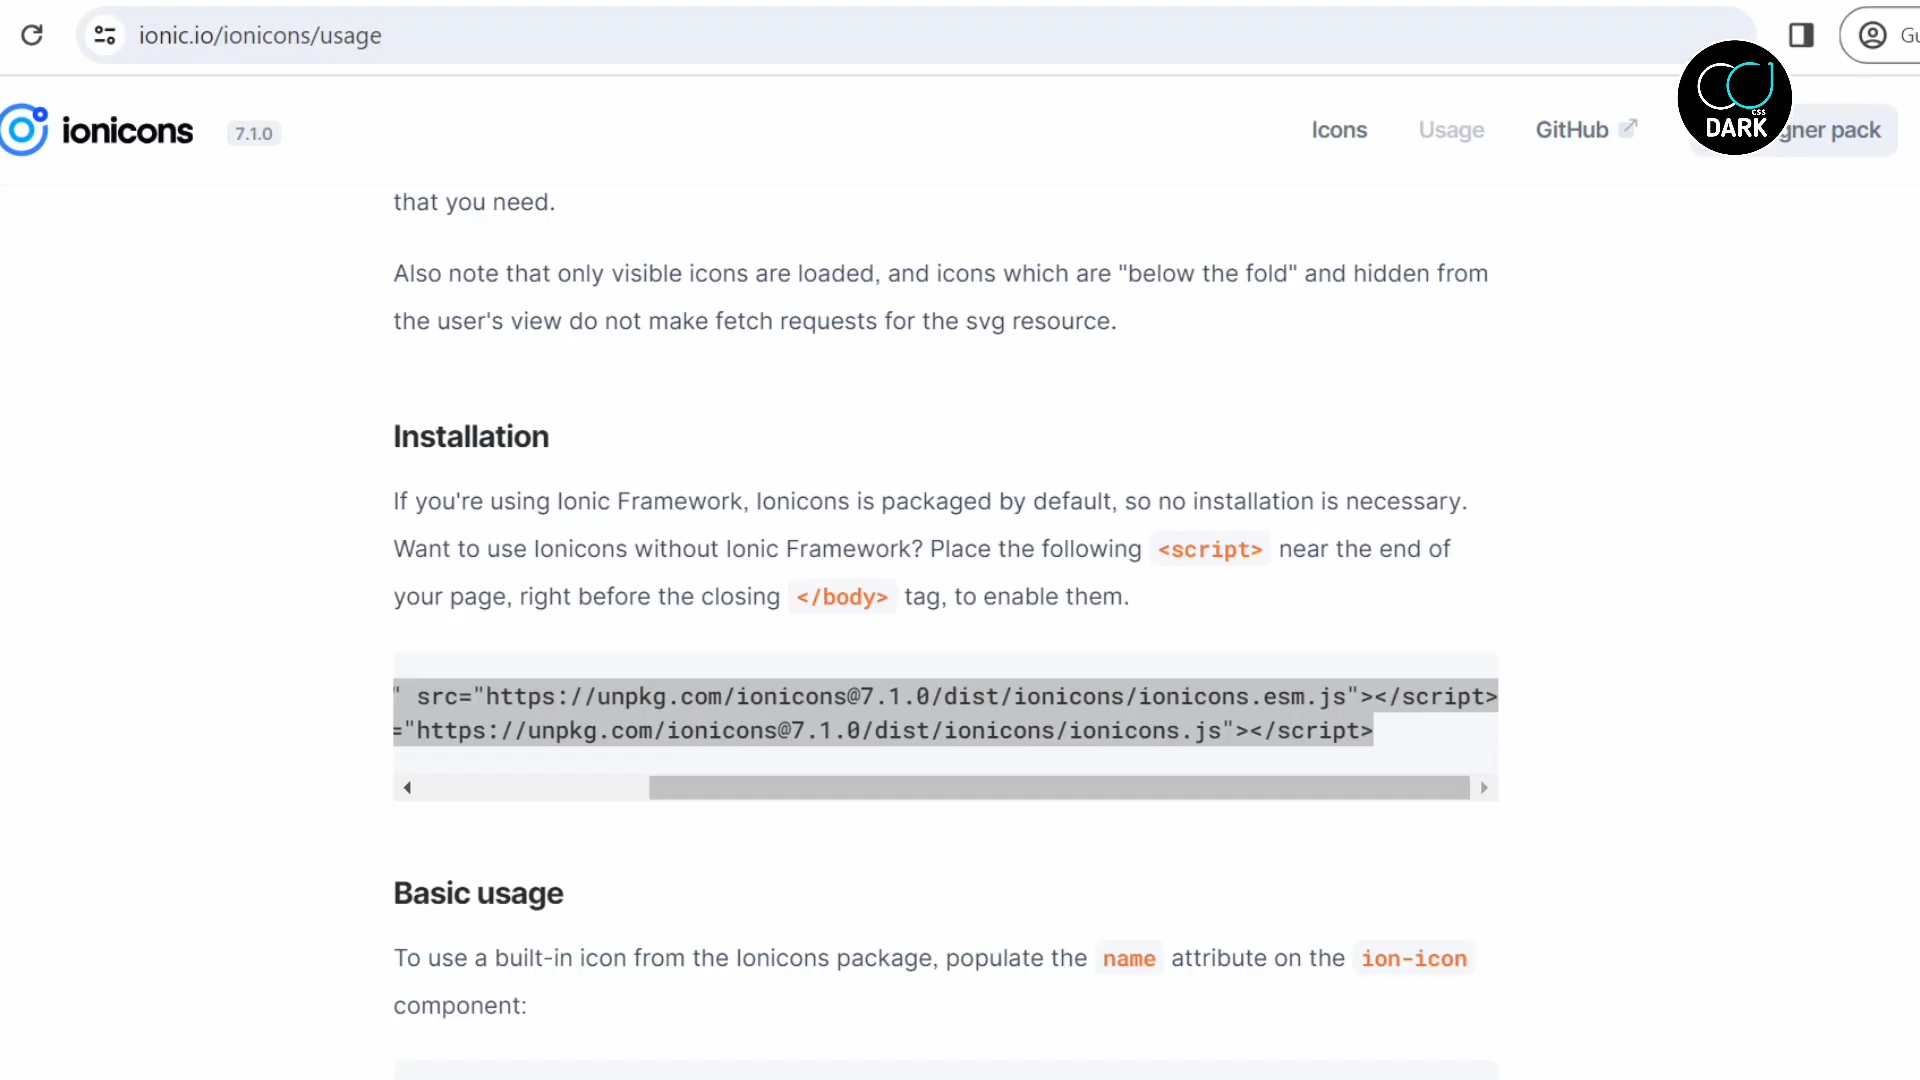 ionic.io/ionicons/usage
Gu
ionicons 7.1.0 Icons Usage GitHub gner pack
CSS
DARK
that you need.
Also note that only visible icons are loaded, and icons which are "below the fold" and hidden from
the user's view do not make fetch requests for the svg resource.
Installation
If you're using Ionic Framework, Ionicons is packaged by default, so no installation is necessary.
Want to use Ionicons without Ionic Framework? Place the following <script> near the end of
your page, right before the closing </body> tag, to enable them.
" src="https://unpkg.com/ionicons@7.1.0/dist/ionicons/ionicons.esm.js"></script>
="https://unpkg.com/ionicons@7.1.0/dist/ionicons/ionicons.js"></script>
Basic usage
To use a built-in icon from the Ionicons package, populate the name attribute on the ion-icon
component: